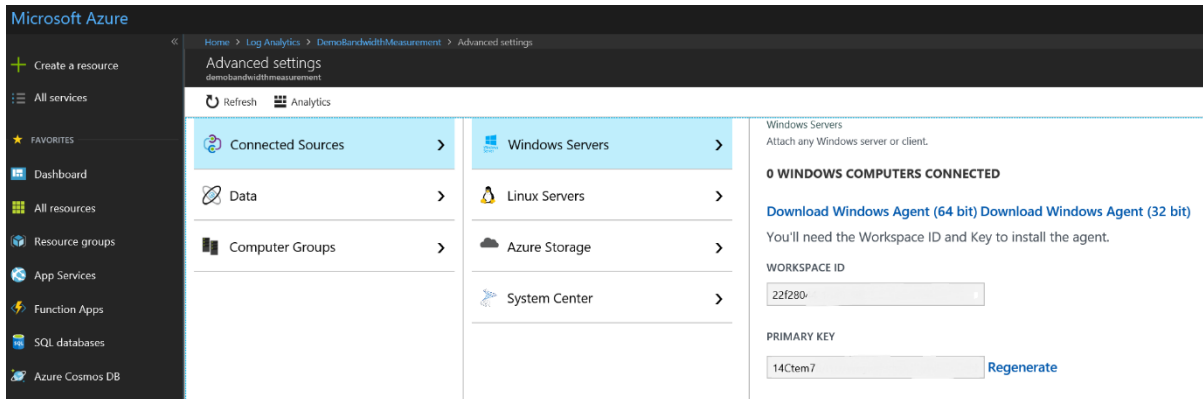 Microsoft Azure
«
Create a resource
All services
FAVORITES
Dashboard
All resources
Resource groups
App Services
Function Apps
SQL databases
Azure Cosmos DB
Home > Log Analytics > DemoBandwidthMeasurement > Advanced settings
Advanced settings
demobandwidthmeasurement
Refresh Analytics
Connected Sources
Data
Computer Groups
Windows Servers
Linux Servers
Azure Storage
System Center
Windows Servers
Attach any Windows server or client.
0 WINDOWS COMPUTERS CONNECTED
Download Windows Agent (64 bit) Download Windows Agent (32 bit)
You'll need the Workspace ID and Key to install the agent.
WORKSPACE ID
22f280
PRIMARY KEY
14Ctem7 Regenerate